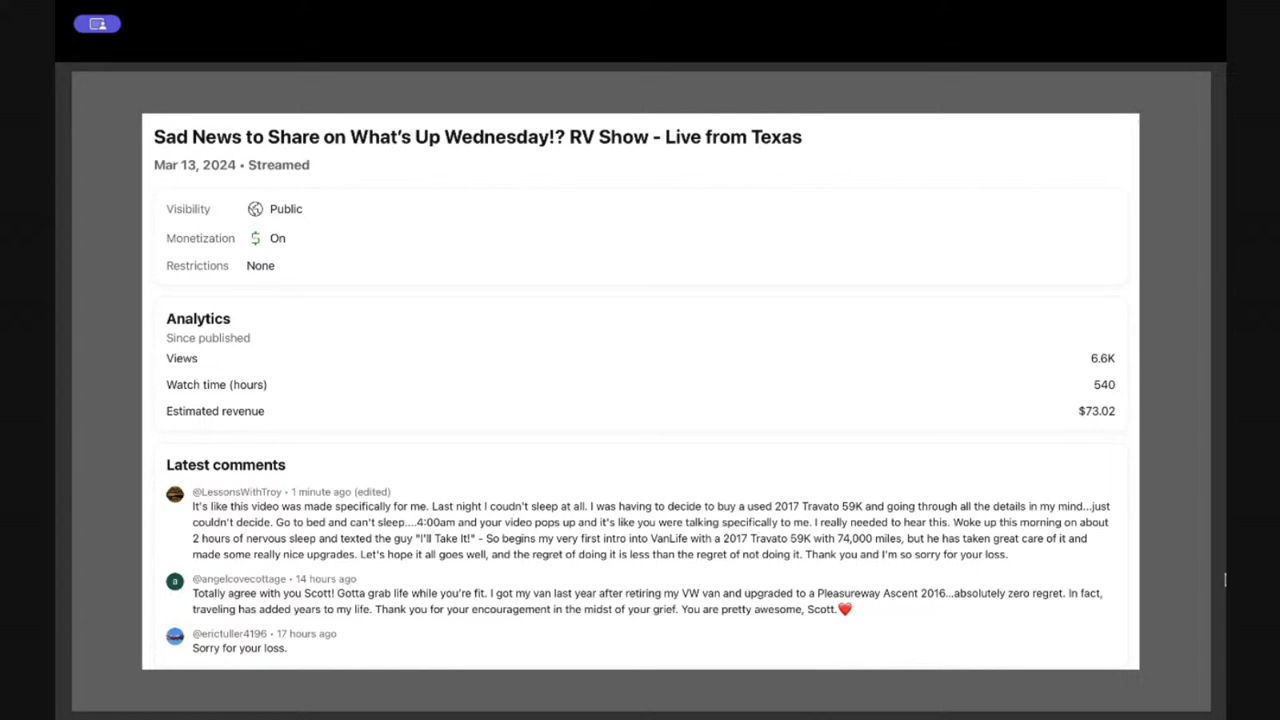 Sad News to Share on What's Up Wednesday!? RV Show - Live from Texas
Mar 13, 2024 • Streamed
Visibility Public
Monetization On
Restrictions None
Analytics
Since published
Views 6.6K
Watch time (hours) 540
Estimated revenue $73.02
Latest comments
@LessonsWithTroy • 1 minute ago (edited)
It's like this video was made specifically for me. Last night I coudn't sleep at all. I was having to decide to buy a used 2017 Travato 59K and going through all the details in my mind...just
couldn't decide. Go to bed and can't sleep....4:00am and your video pops up and it's like you were talking specifically to me. I really needed to hear this. Woke up this morning on about
2 hours of nervous sleep and texted the guy "I'll Take It!" - So begins my very first intro into VanLife with a 2017 Travato 59K with 74,000 miles, but he has taken great care of it and
made some really nice upgrades. Let's hope it all goes well, and the regret of doing it is less than the regret of not doing it. Thank you and I'm so sorry for your loss.
a
@angelcovecottage • 14 hours ago
Totally agree with you Scott! Gotta grab life while you're fit. I got my van last year after retiring my VW van and upgraded to a Pleasureway Ascent 2016...absolutely zero regret. In fact,
traveling has added years to my life. Thank you for your encouragement in the midst of your grief. You are pretty awesome, Scott.❤️
@erictuller4196 • 17 hours ago
Sorry for your loss.